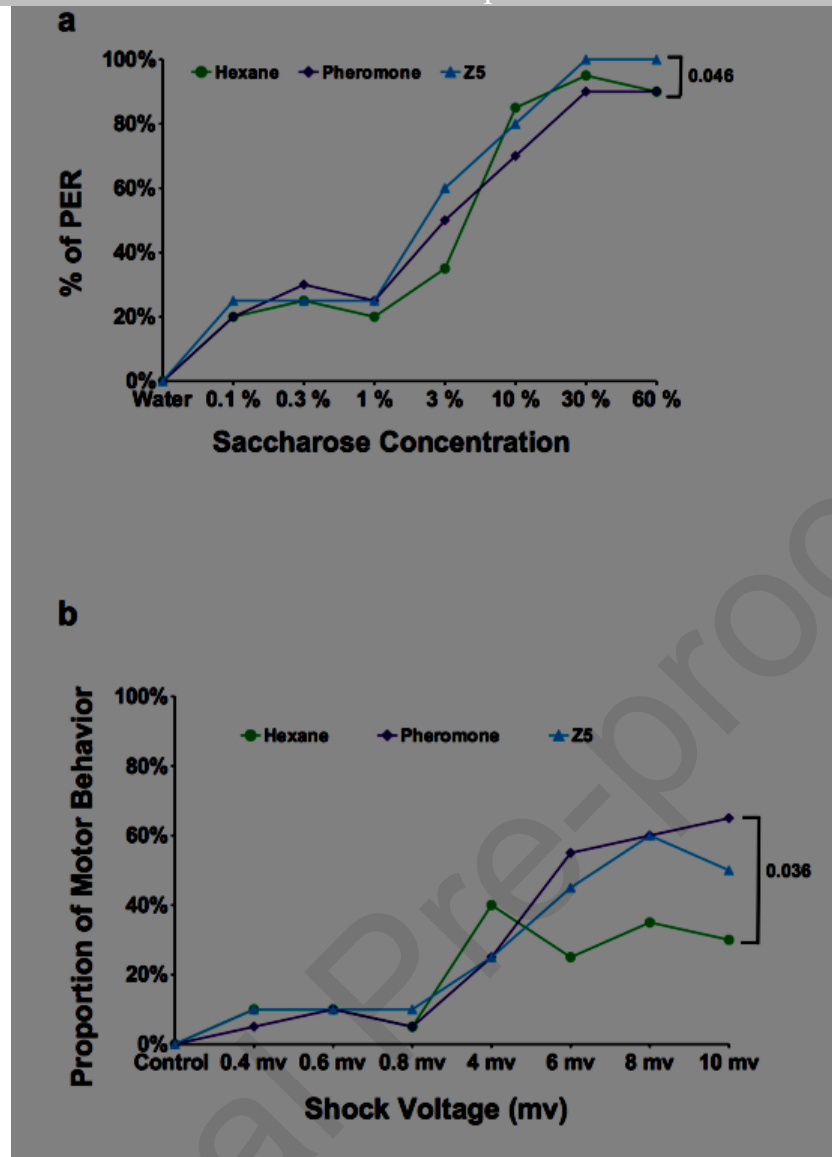 a
100%
Hexane Pheromone Z5
0.046
80%
60%
40%
20%
0%
% of PER
Water 0.1 % 0.3 % 1 % 3 % 10 % 30 % 60 %
Saccharose Concentration
b
100%
Hexane Pheromone Z5
80%
60%
0.036
40%
20%
0%
Proportion of Motor Behavior
Control 0.4 mv 0.6 mv 0.8 mv 4 mv 6 mv 8 mv 10 mv
Shock Voltage (mv)